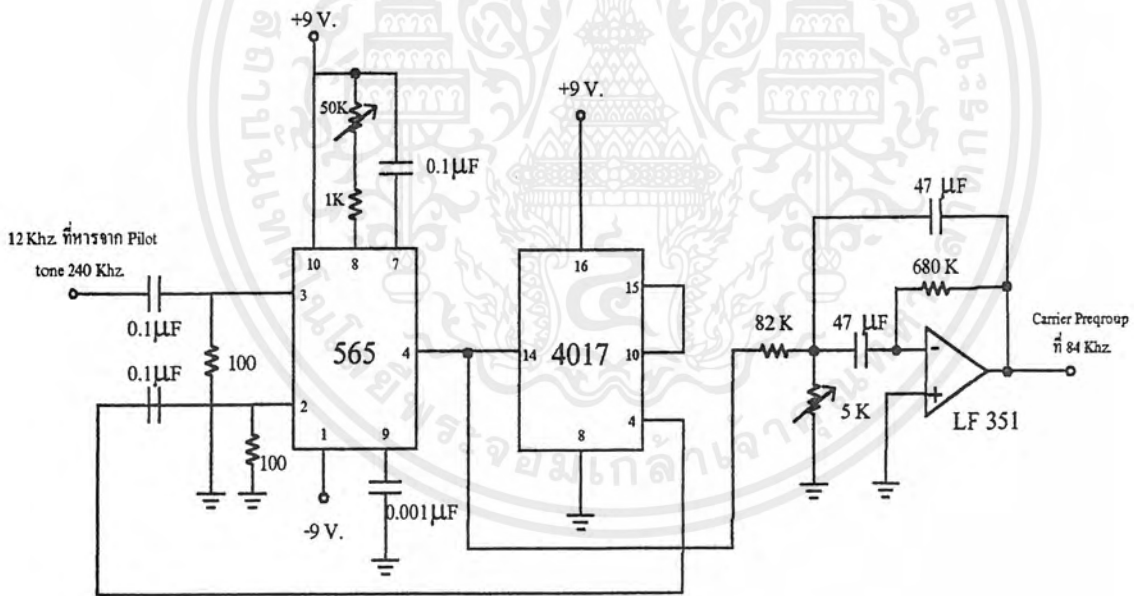 +9 V.
50K
1K
0.1µF
12 Khz. ที่หารจาก Pilot
tone 240 Khz.
0.1µF
100
0.1µF
100
10
8
7
3
565
4
2
1
9
-9 V.
0.001µF
+9 V.
16
15
14
4017
10
4
8
47 µF
680 K
82 K
47 µF
5 K
-
+
LF 351
Carrier Pregroup
ที่ 84 Khz.